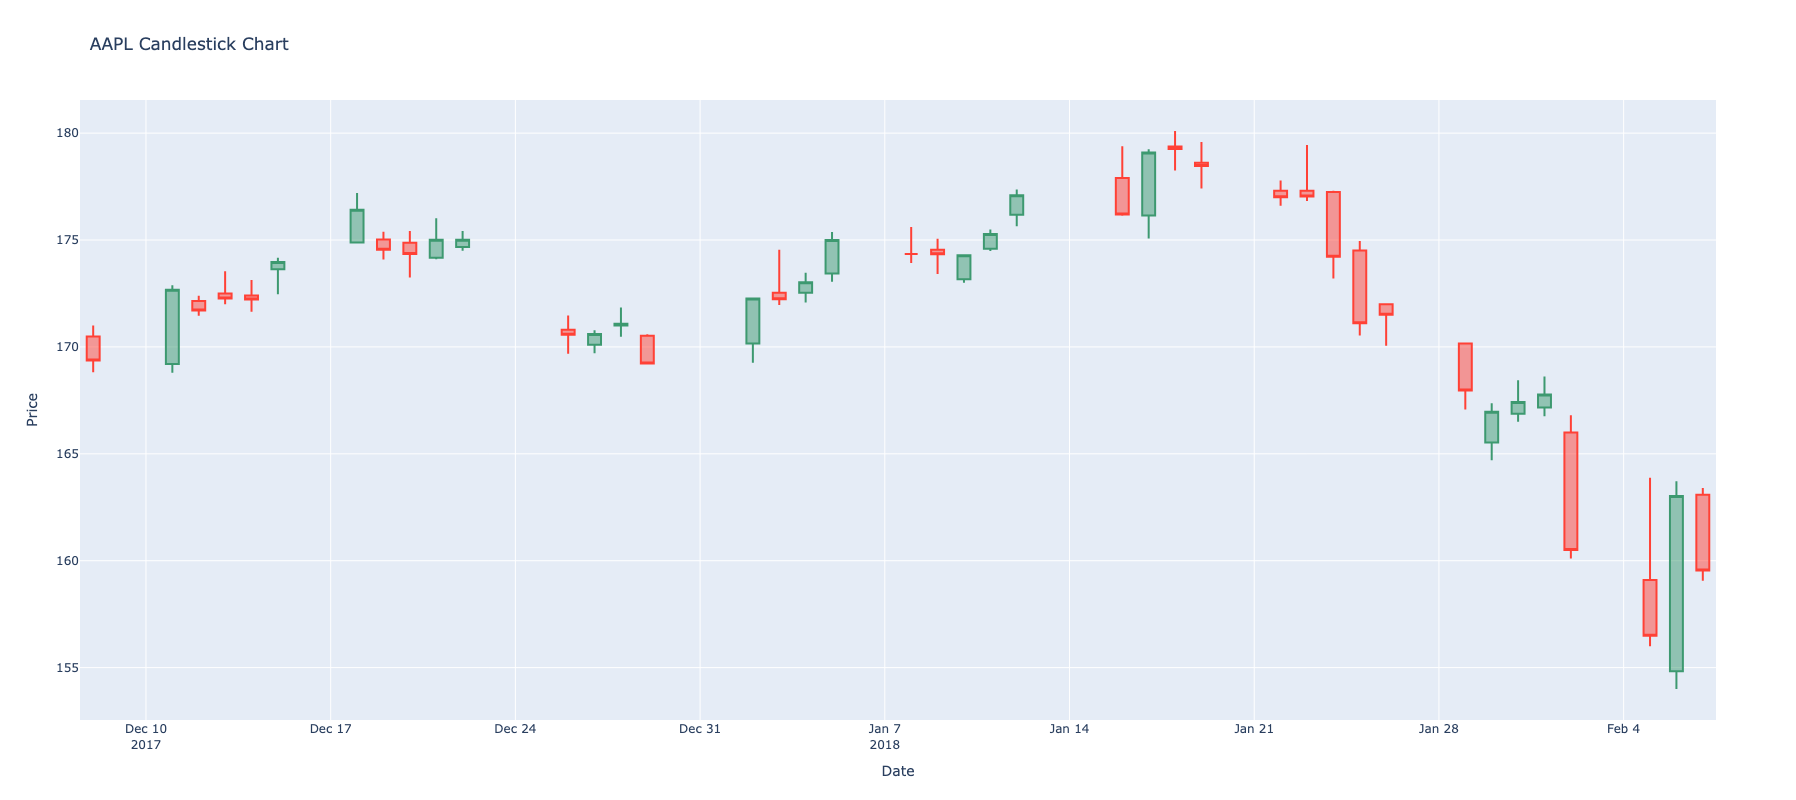 AAPL Candlestick Chart
180
175
170
165
160
155
Price
Dec 10
2017
Dec 17
Dec 24
Dec 31
Jan 7
2018
Jan 14
Jan 21
Jan 28
Feb 4
Date